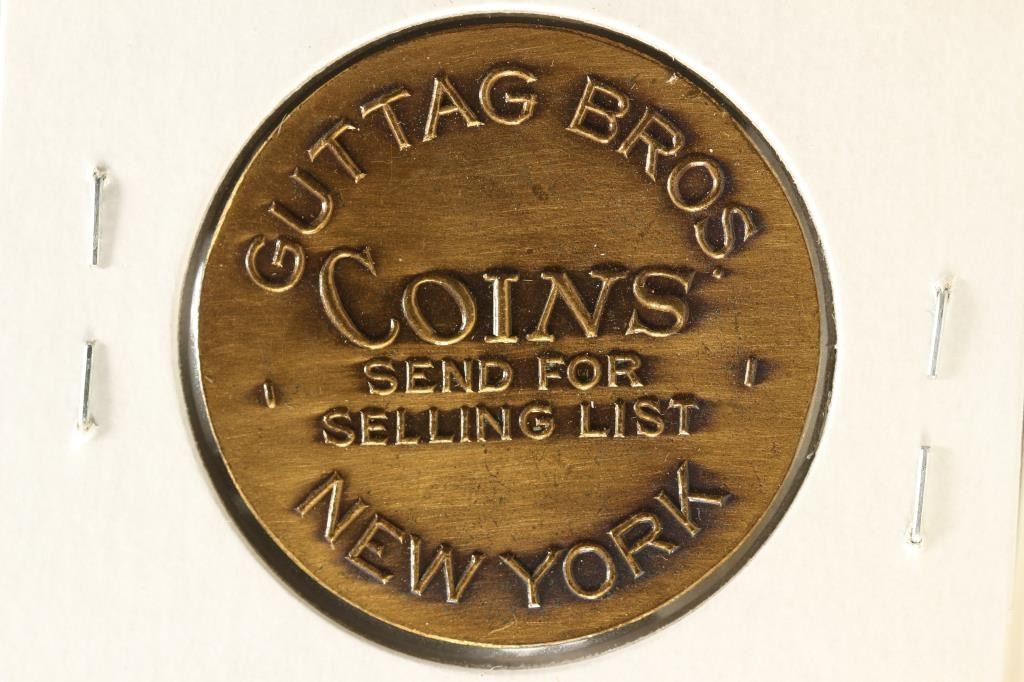 GUTTAG BROS.
COINS
SEND FOR
SELLING LIST
NEW YORK